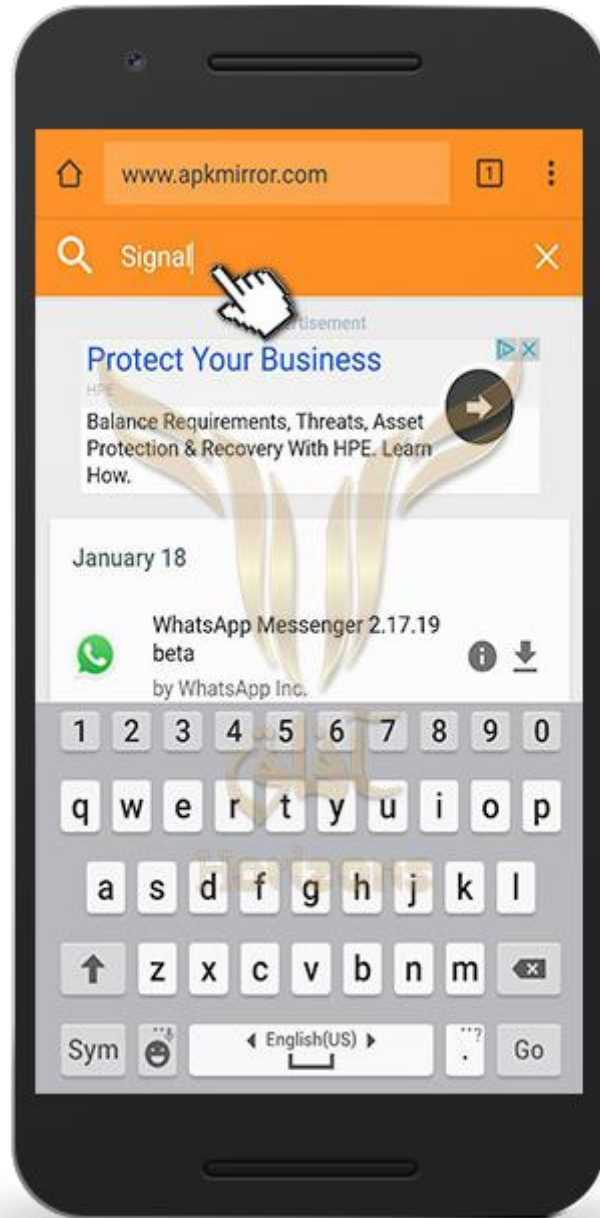 www.apkmirror.com
1
Signal
Protect Your Business
HPE
Balance Requirements, Threats, Asset
Protection & Recovery With HPE. Learn
How.
January 18
WhatsApp Messenger 2.17.19
beta
by WhatsApp Inc.
1 2 3 4 5 6 7 8 9 0
q w e r t y u i o p
آفاق
Horizons
a s d f g h j k l
z x c v b n m
Sym English(US) . ? Go